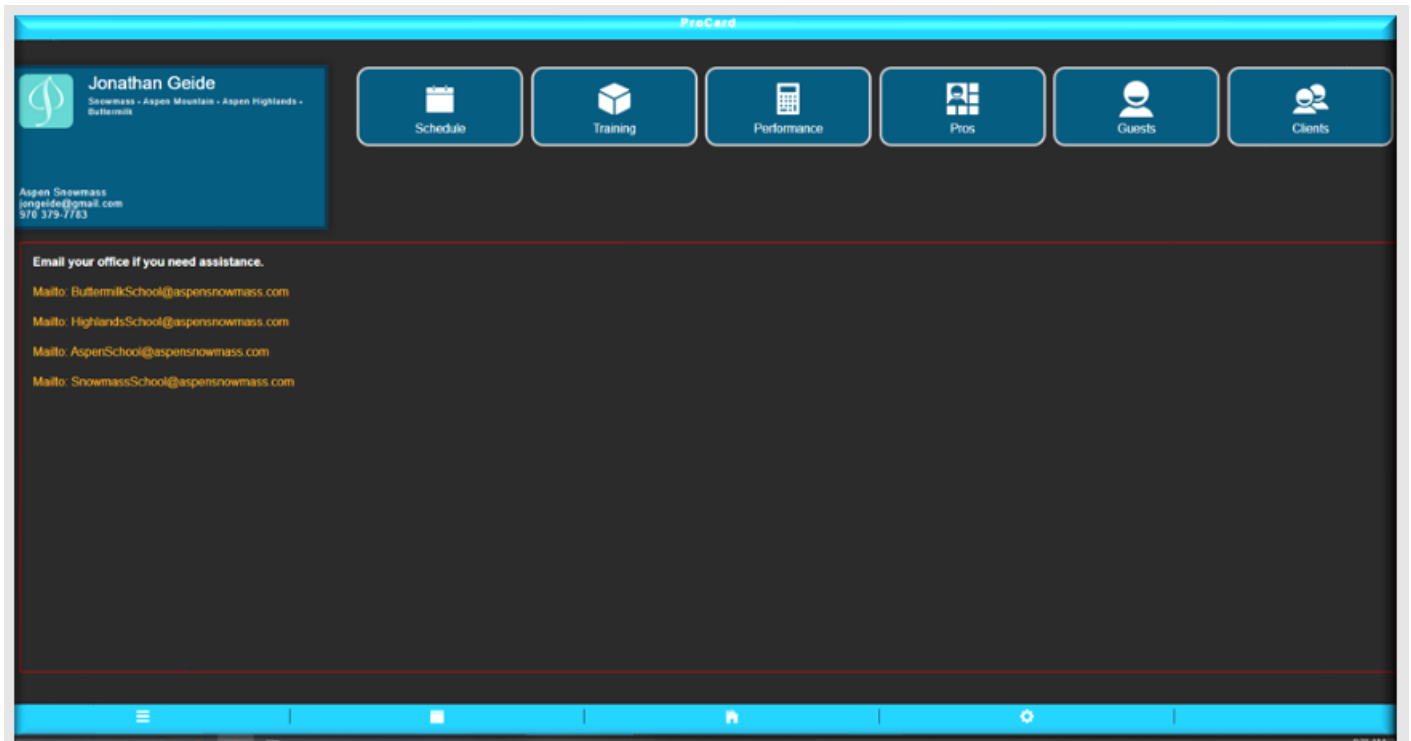 ProCard
Jonathan Geide
Snowmass - Aspen Mountain - Aspen Highlands -
Buttermilk
Aspen Snowmass
jongeide@gmail.com
970 379-7783
Schedule
Training
Performance
Pros
Guests
Clients
Email your office if you need assistance.
Mailto: ButtermilkSchool@aspensnowmass.com
Mailto: HighlandsSchool@aspensnowmass.com
Mailto: AspenSchool@aspensnowmass.com
Mailto: SnowmassSchool@aspensnowmass.com